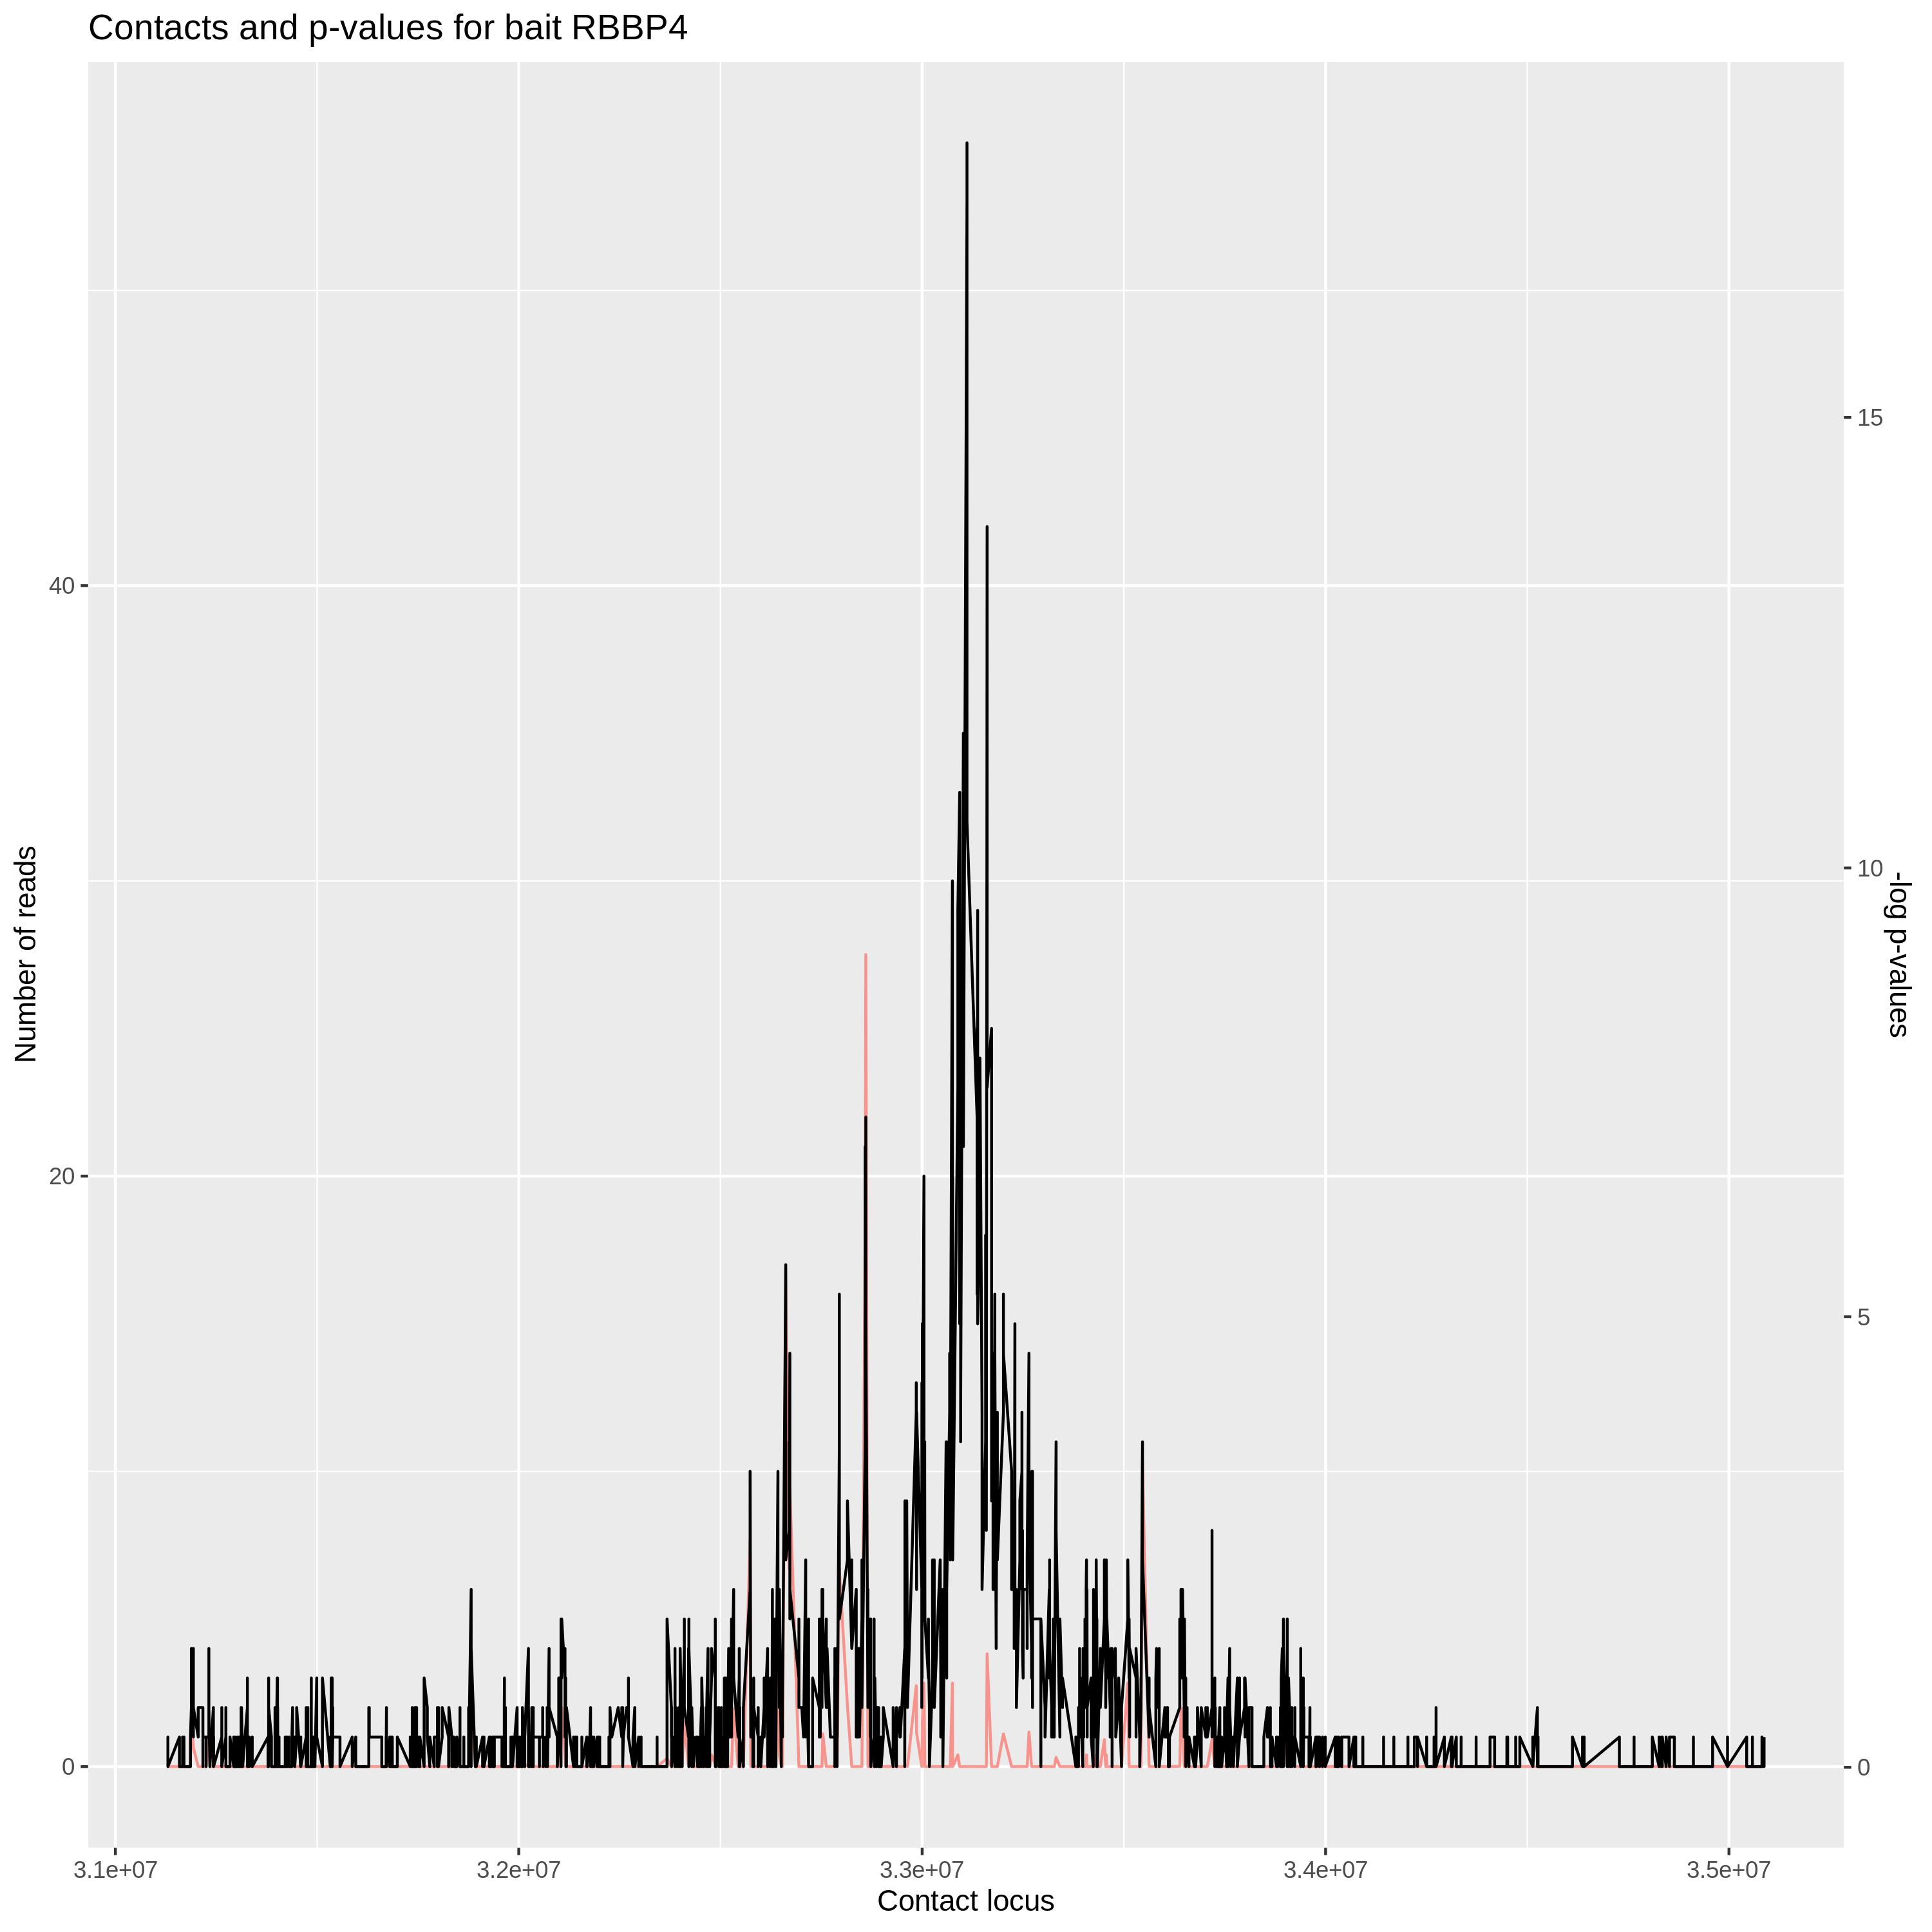 Contacts and p-values for bait RBBP4
Number of reads
40
20
0
15
10
5
0
-log p-values
3.1e+07 3.2e+07 3.3e+07 3.4e+07 3.5e+07
Contact locus